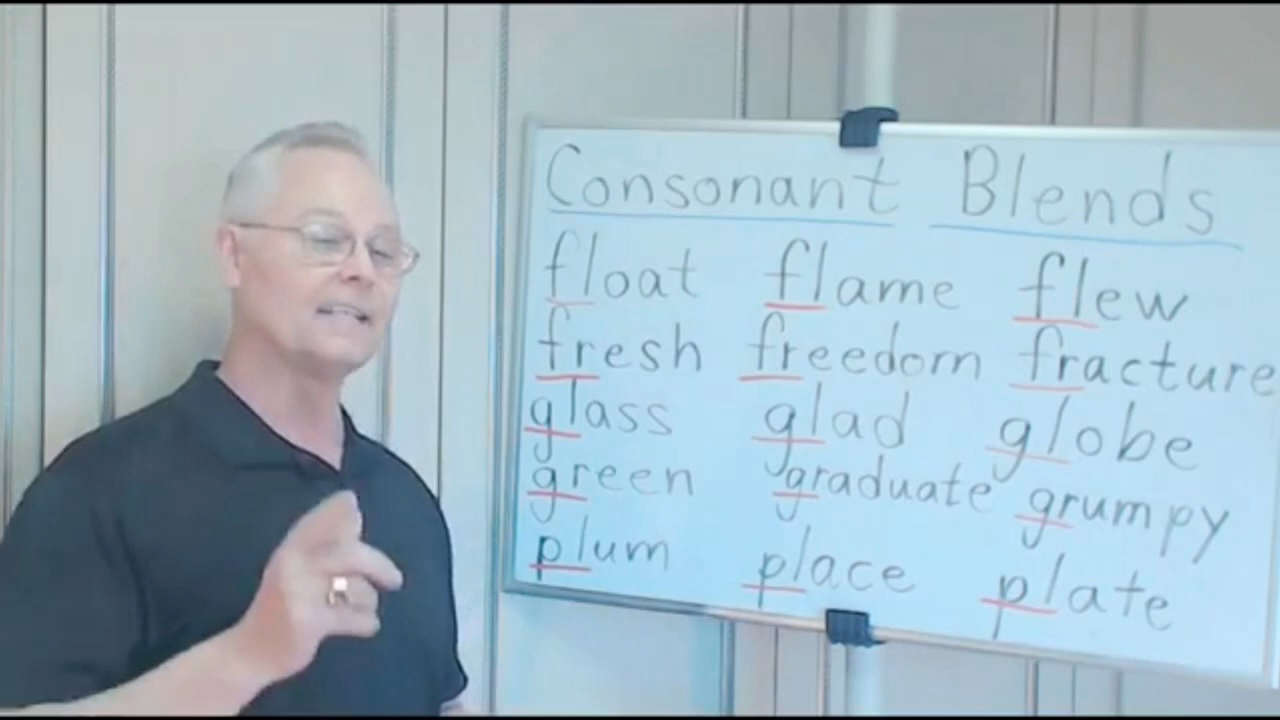 Consonant Blends
float flame flew
fresh freedom fracture
glass glad globe
green graduate grumpy
plum place plate